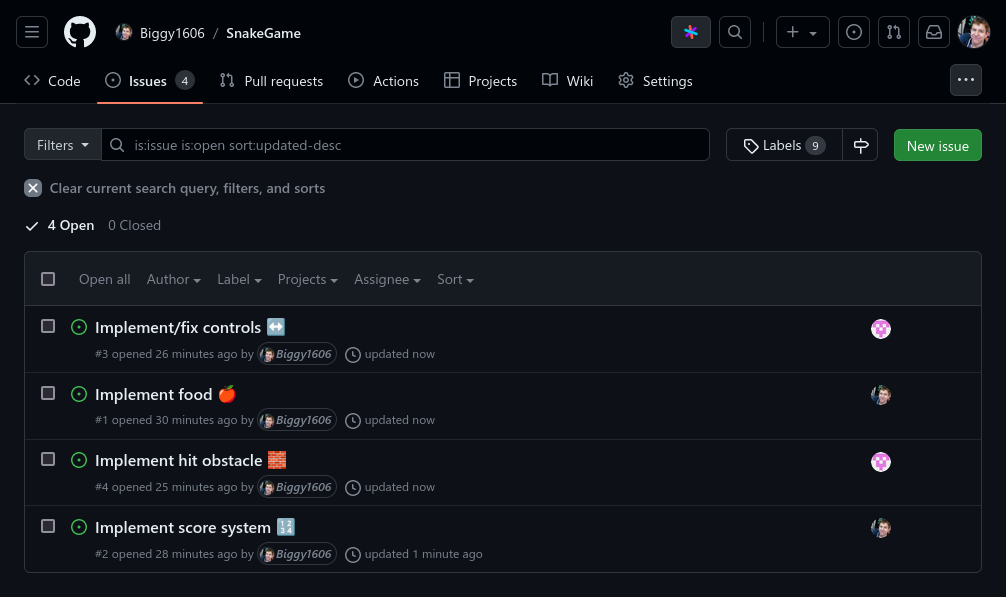 Biggy1606 / SnakeGame
Code Issues 4 Pull requests Actions Projects Wiki Settings
Filters is:issue is:open sort:updated-desc Labels 9 New issue
Clear current search query, filters, and sorts
4 Open 0 Closed
Open all Author Label Projects Assignee Sort
Implement/fix controls ↔️
#3 opened 26 minutes ago by Biggy1606 updated now
Implement food 🍎
#1 opened 30 minutes ago by Biggy1606 updated now
Implement hit obstacle 🧱
#4 opened 25 minutes ago by Biggy1606 updated now
Implement score system 🔢
#2 opened 28 minutes ago by Biggy1606 updated 1 minute ago